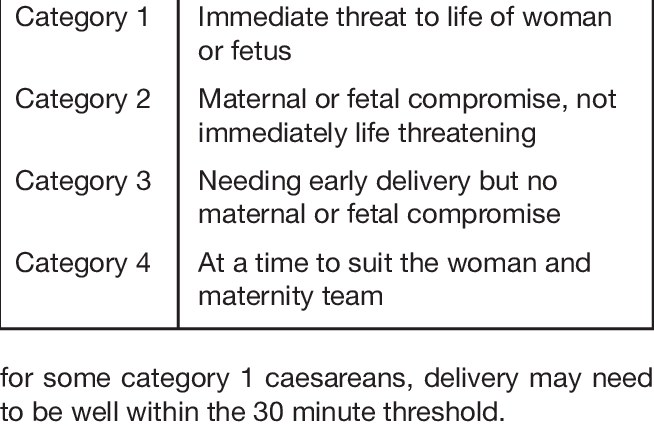 Category 1 Immediate threat to life of woman
or fetus
Category 2 Maternal or fetal compromise, not
immediately life threatening
Category 3 Needing early delivery but no
maternal or fetal compromise
Category 4 At a time to suit the woman and
maternity team
for some category 1 caesareans, delivery may need
to be well within the 30 minute threshold.